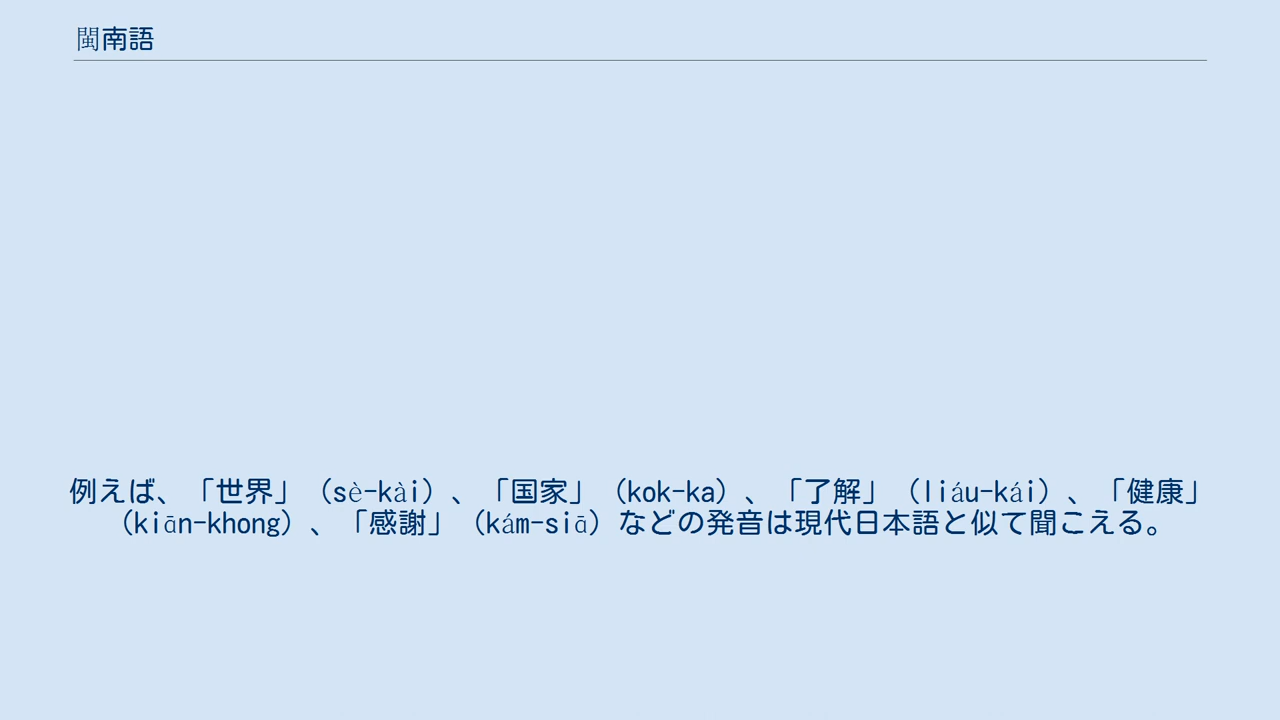 閩南語
例えば、「世界」（sè-kài）、「国家」（kok-ka）、「了解」（liáu-kái）、「健康」
（kiān-khong）、「感謝」（kám-siā）などの発音は現代日本語と似て聞こえる。